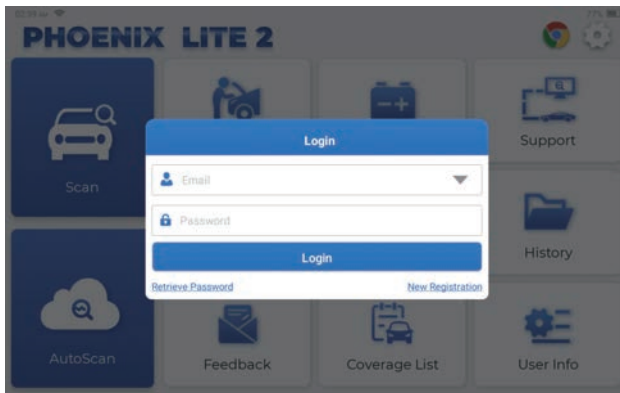 PHOENIX LITE 2
Login
Support
Email
Scan
Password
Login
History
Retrieve Password
New Registration
AutoScan
Feedback
Coverage List
User Info